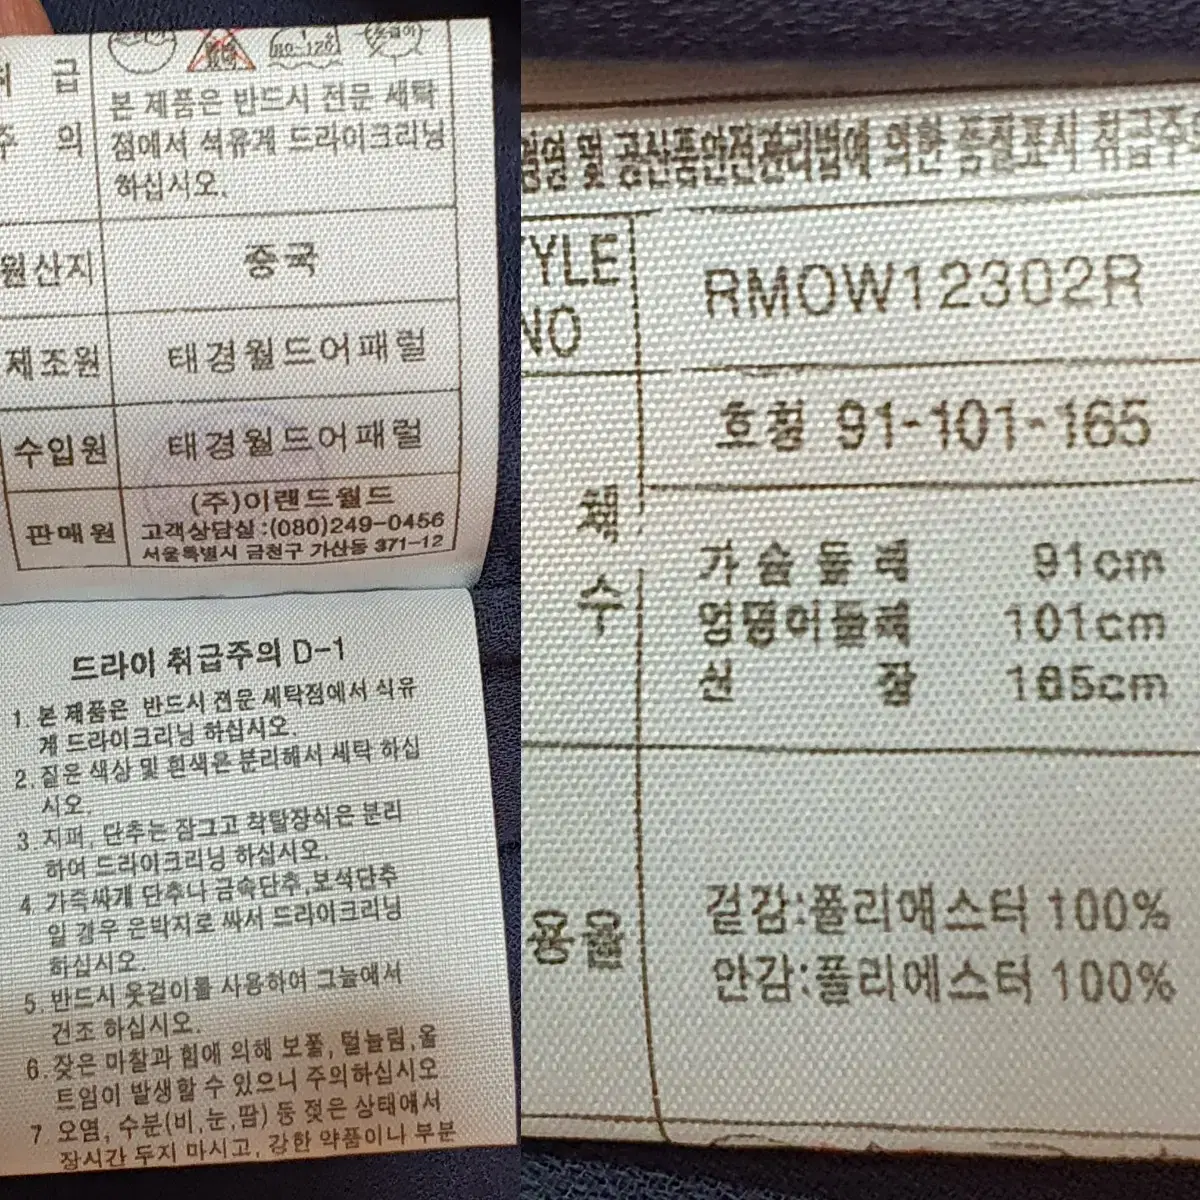 110~120
취 급
주 의
본 제품은 반드시 전문 세탁
점에서 석유계 드라이크리닝
하십시오.
원산지 중국
제조원 태경월드어패럴
수입원 태경월드어패럴
판매원 (주)이랜드월드
고객상담실:(080)249-0456
서울특별시 금천구 가산동 371-12
드라이 취급주의 D-1
1. 본 제품은 반드시 전문 세탁점에서 석유
계 드라이크리닝 하십시오.
2. 짙은 색상 및 흰색은 분리해서 세탁 하십
시오.
3. 지퍼, 단추는 잠그고 착탈장식은 분리
하여 드라이크리닝 하십시오.
4. 가죽싸개 단추나 금속단추,보석단추
일 경우 은박지로 싸서 드라이크리닝
하십시오.
5. 반드시 옷걸이를 사용하여 그늘에서
건조 하십시오.
6. 잦은 마찰과 힘에 의해 보풀, 털눌림,올
트임이 발생할 수 있으니 주의하십시오
7. 오염, 수분(비,눈,땀) 등 젖은 상태에서
장시간 두지 마시고, 강한 약품이나 부분
및 공산품안전관리법에 의한 품질표시 취급주
TYLE
NO
RMOW12302R
호칭 91-101-165
체
수
가슴둘레 91cm
엉덩이둘레 101cm
신 장 165cm
용율
겉감:폴리에스터 100%
안감:폴리에스터 100%